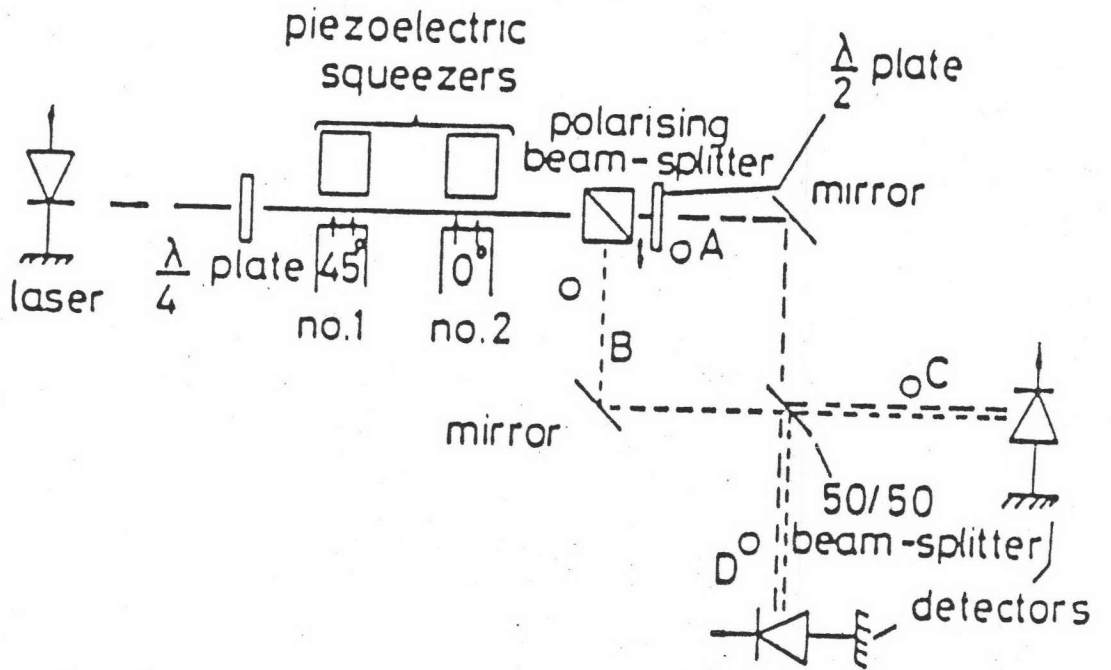 piezoelectric
squeezers
λ/2 plate
polarising
beam-splitter
mirror
A
λ/4 plate
45°
0°
laser
no.1
no.2
B
C
mirror
50/50
beam-splitter
D
detectors